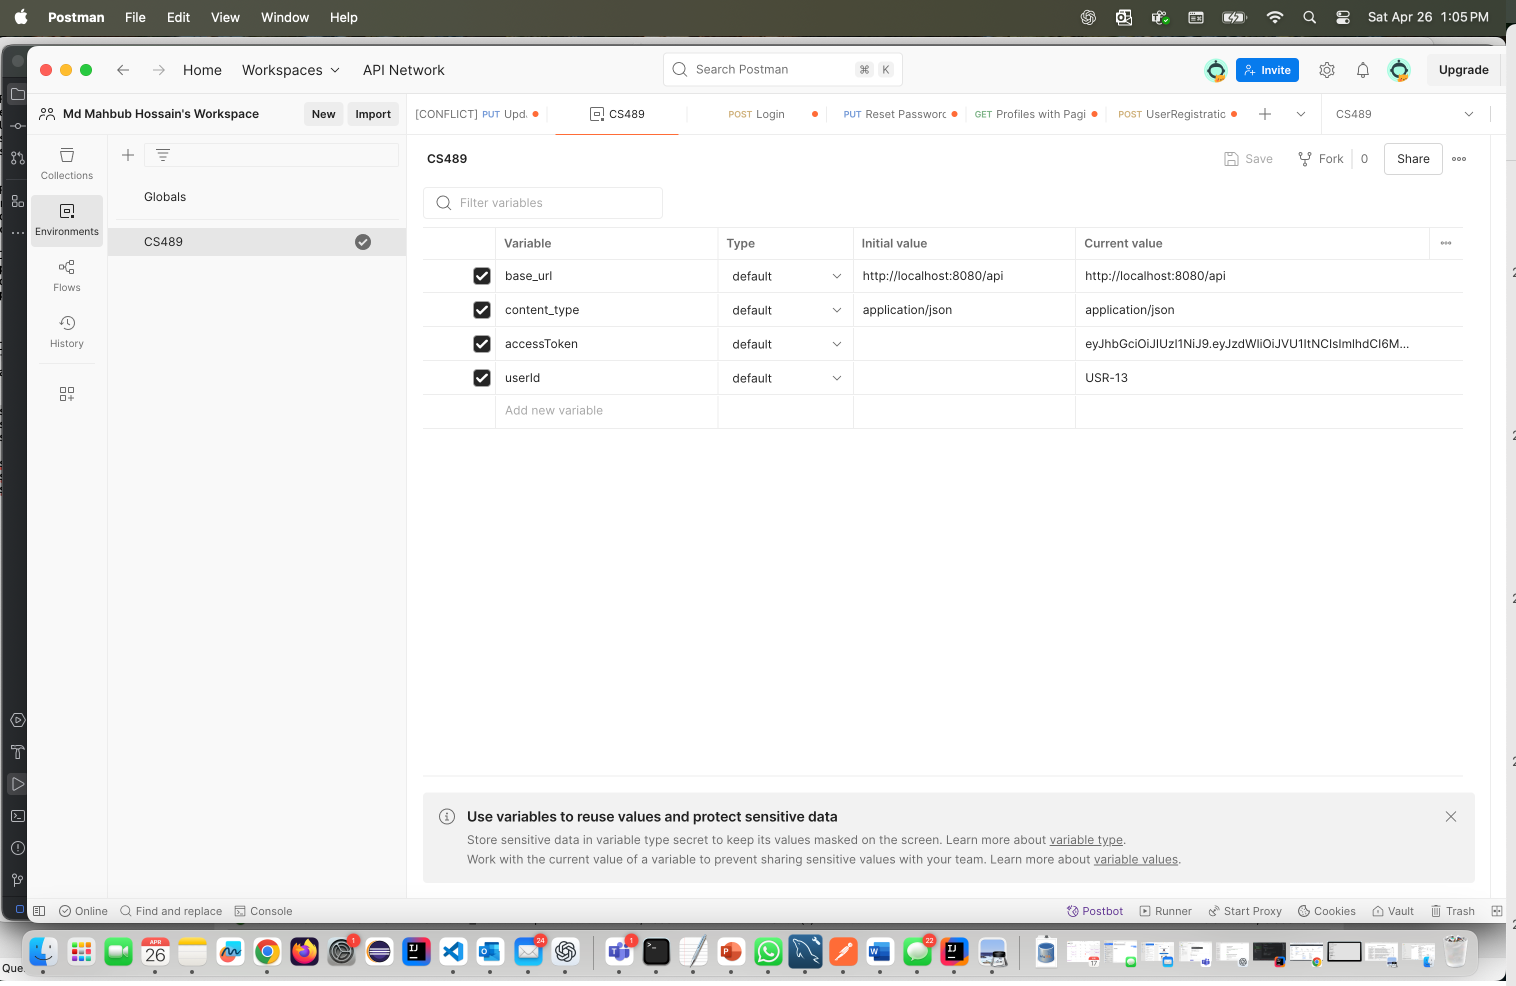 Postman File Edit View Window Help Sat Apr 26 1:05 PM
Home Workspaces API Network Search Postman ⌘ K Invite Upgrade
Md Mahbub Hossain's Workspace New Import [CONFLICT] PUT Upd. CS489 POST Login PUT Reset Passworc GET Profiles with Pagi POST UserRegistratic CS489
Collections
Environments
Flows
History
Globals
CS489
CS489 Save Fork 0 Share
Filter variables
Variable Type Initial value Current value
base_url default http://localhost:8080/api http://localhost:8080/api
content_type default application/json application/json
accessToken default
userId default USR-13
Add new variable
Use variables to reuse values and protect sensitive data
Store sensitive data in variable type secret to keep its values masked on the screen. Learn more about variable type.
Work with the current value of a variable to prevent sharing sensitive values with your team. Learn more about variable values.
Online Find and replace Console Postbot Runner Start Proxy Cookies Vault Trash
APR
26 1 24 1 22 17
Que